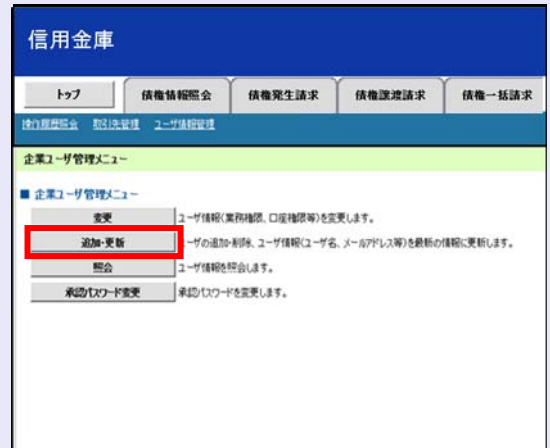 信用金庫
トップ 債権情報照会 債権発生請求 債権譲渡請求 債権一括請求
操作履歴照会 取引先管理 ユーザ情報管理
企業ユーザ管理メニュー
■ 企業ユーザ管理メニュー
変更 ユーザ情報(業務権限、口座権限等)を変更します。
追加・更新 ユーザの追加・削除、ユーザ情報(ユーザ名、メールアドレス等)を最新の情報に更新します。
照会 ユーザ情報を照会します。
承認パスワード変更 承認パスワードを変更します。